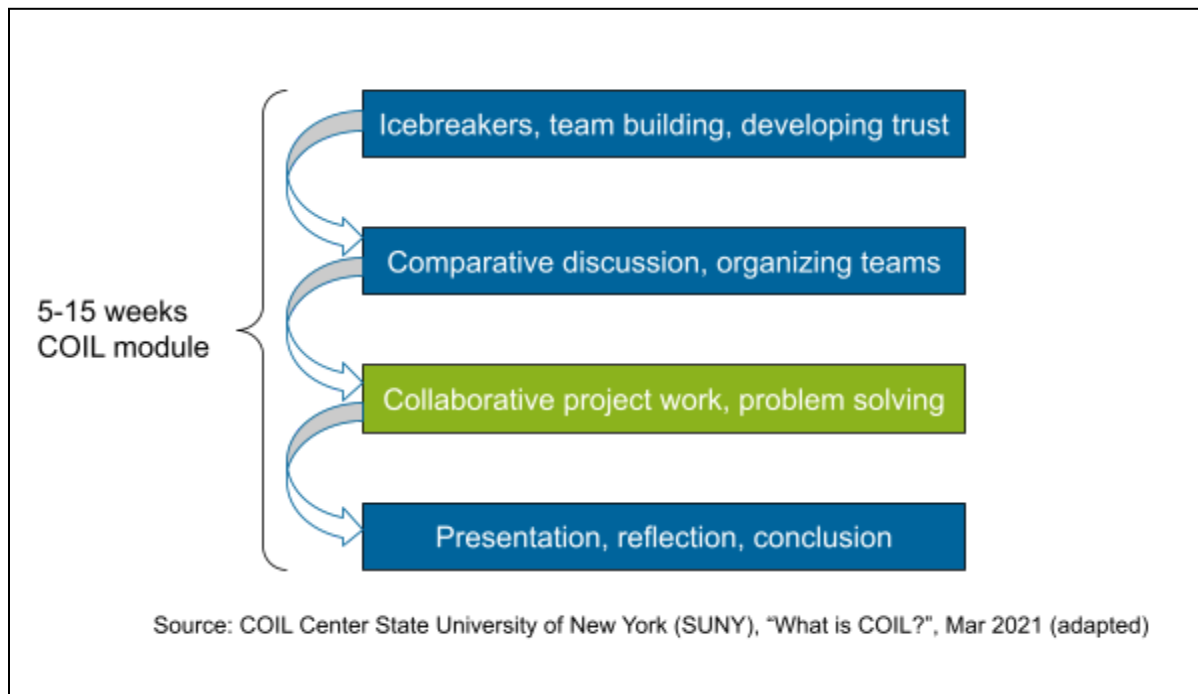 Icebreakers, team building, developing trust
Comparative discussion, organizing teams
5-15 weeks
COIL module
Collaborative project work, problem solving
Presentation, reflection, conclusion
Source: COIL Center State University of New York (SUNY), “What is COIL?”, Mar 2021 (adapted)